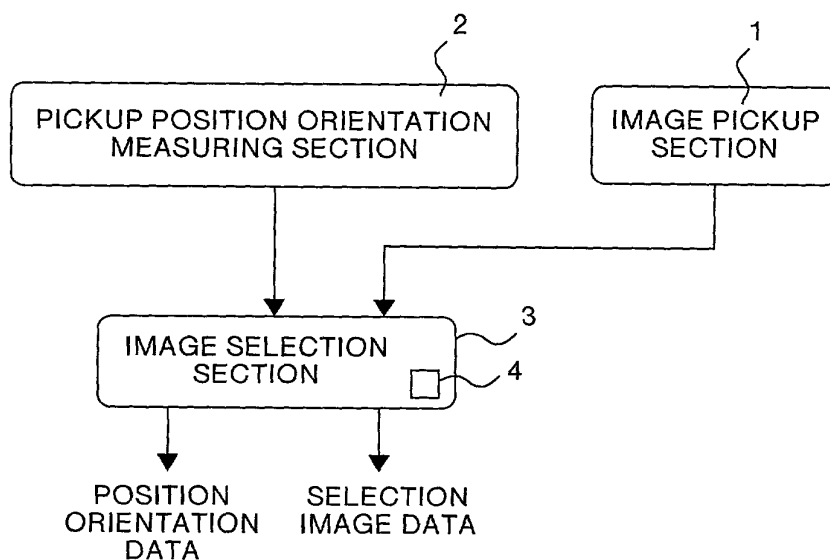 2
1
PICKUP POSITION ORIENTATION
MEASURING SECTION
IMAGE PICKUP
SECTION
IMAGE SELECTION
SECTION
3
4
POSITION
ORIENTATION
DATA
SELECTION
IMAGE DATA